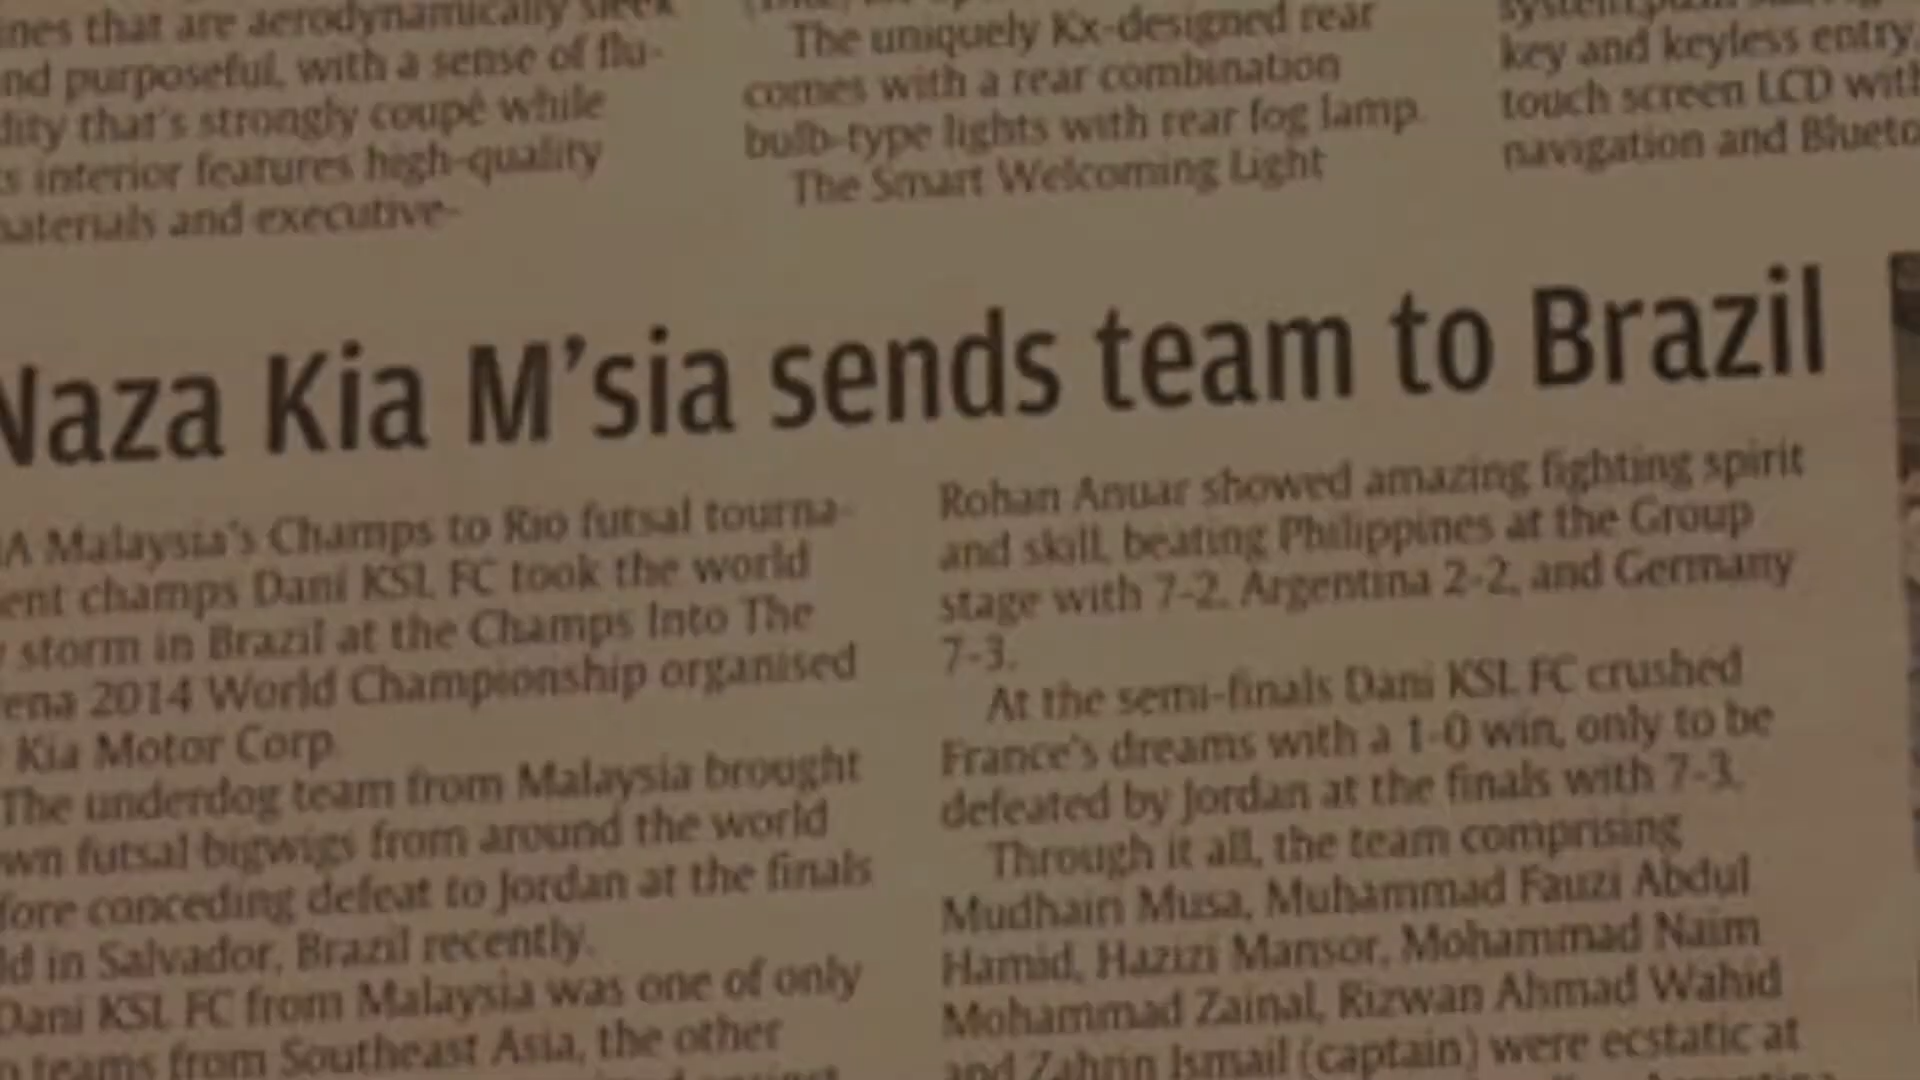 ines that are aerodynamically sleek
nd purposeful, with a sense of flu-
dity that's strongly coupé while
s interior features high-quality
aterials and executive-
The uniquely Kx-designed rear
comes with a rear combination
bulb-type lights with rear fog lamp.
The Smart Welcoming Light
key and keyless entry,
touch screen LCD with
navigation and Blueto
Naza Kia M'sia sends team to Brazil
IA Malaysia's Champs to Rio futsal tourna-
ent champs Dani KSL FC took the world
y storm in Brazil at the Champs Into The
rena 2014 World Championship organised
Kia Motor Corp.
The underdog team from Malaysia brought
wn futsal bigwigs from around the world
fore conceding defeat to Jordan at the finals
ld in Salvador, Brazil recently.
Dani KSL FC from Malaysia was one of only
o teams from Southeast Asia, the other
Rohan Anuar showed amazing fighting spirit
and skill, beating Philippines at the Group
stage with 7-2, Argentina 2-2, and Germany
7-3.
At the semi-finals Dani KSL FC crushed
France's dreams with a 1-0 win, only to be
defeated by Jordan at the finals with 7-3.
Through it all, the team comprising
Mudhain Musa, Muhammad Fauzi Abdul
Hamid, Hazizi Mansor, Mohammad Naim
Mohammad Zainal, Rizwan Ahmad Wahid
and Zahrin Ismail (captain) were ecstatic at